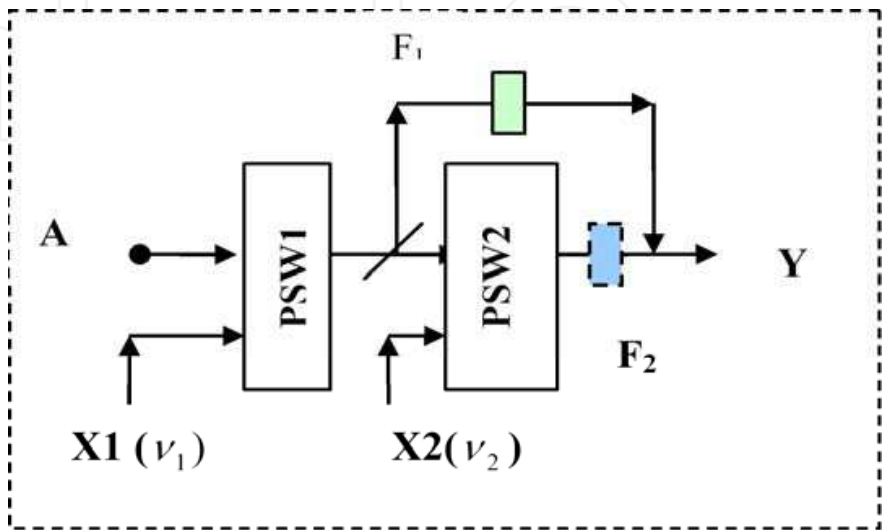 F₁
A
PSW1
PSW2
Y
F₂
X1 (ν₁)
X2(ν₂)